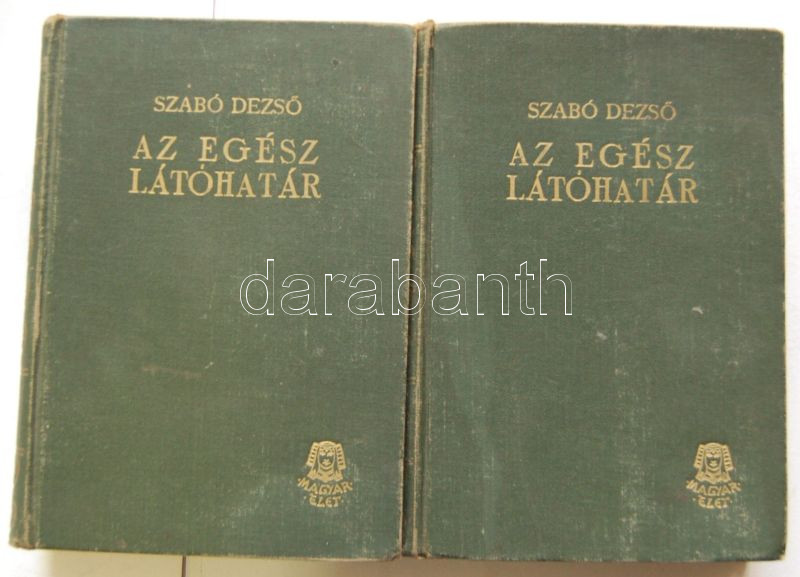 SZABÓ DEZSŐ
AZ EGÉSZ
LÁTÓHATÁR
MAGYAR
ÉLET
SZABÓ DEZSŐ
AZ EGÉSZ
LÁTÓHATÁR
MAGYAR
ÉLET
darabanth